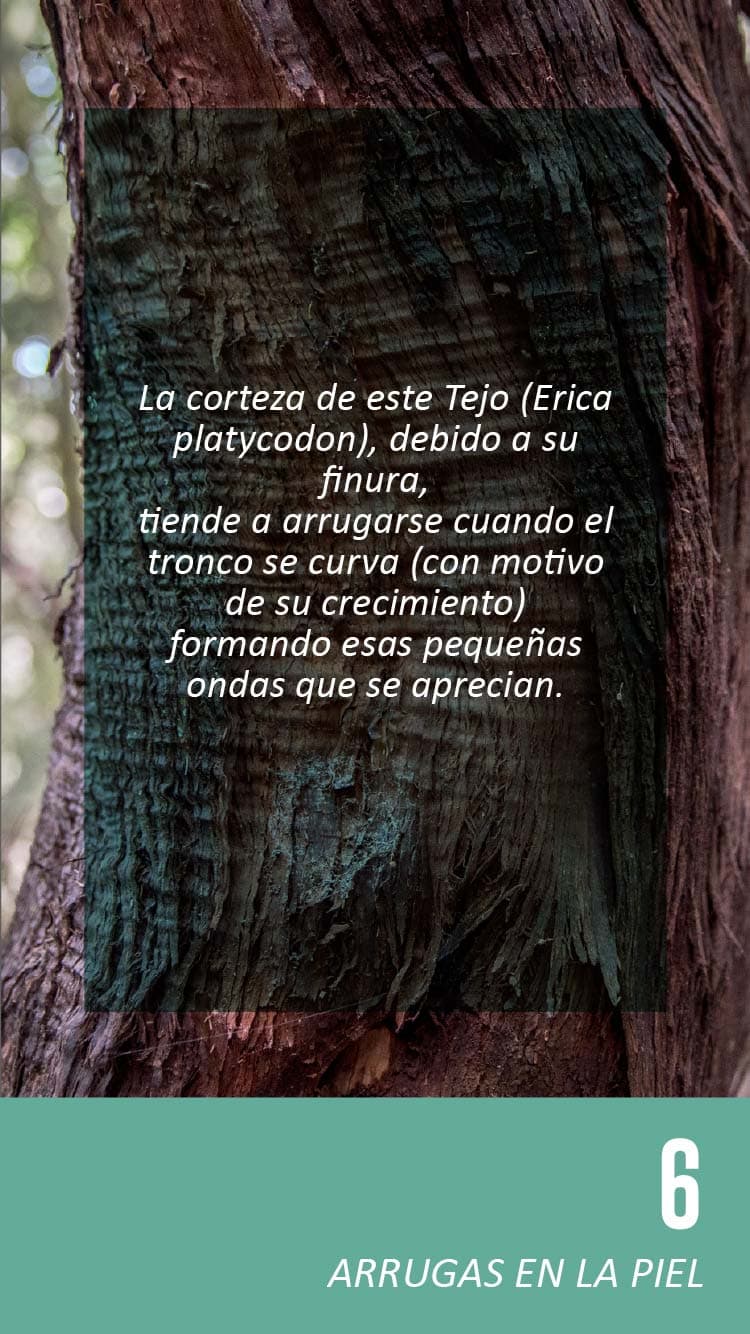 La corteza de este Tejo (Erica
platycodon), debido a su
finura,
tiende a arrugarse cuando el
tronco se curva (con motivo
de su crecimiento)
formando esas pequeñas
ondas que se aprecian.
6
ARRUGAS EN LA PIEL